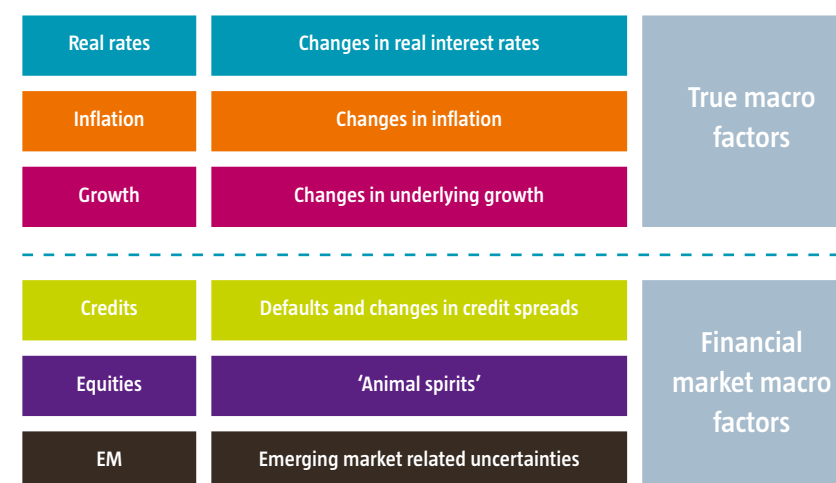 Real rates
Changes in real interest rates
True macro
factors
Inflation
Changes in inflation
Growth
Changes in underlying growth
Credits
Defaults and changes in credit spreads
Financial
market macro
factors
Equities
'Animal spirits'
EM
Emerging market related uncertainties